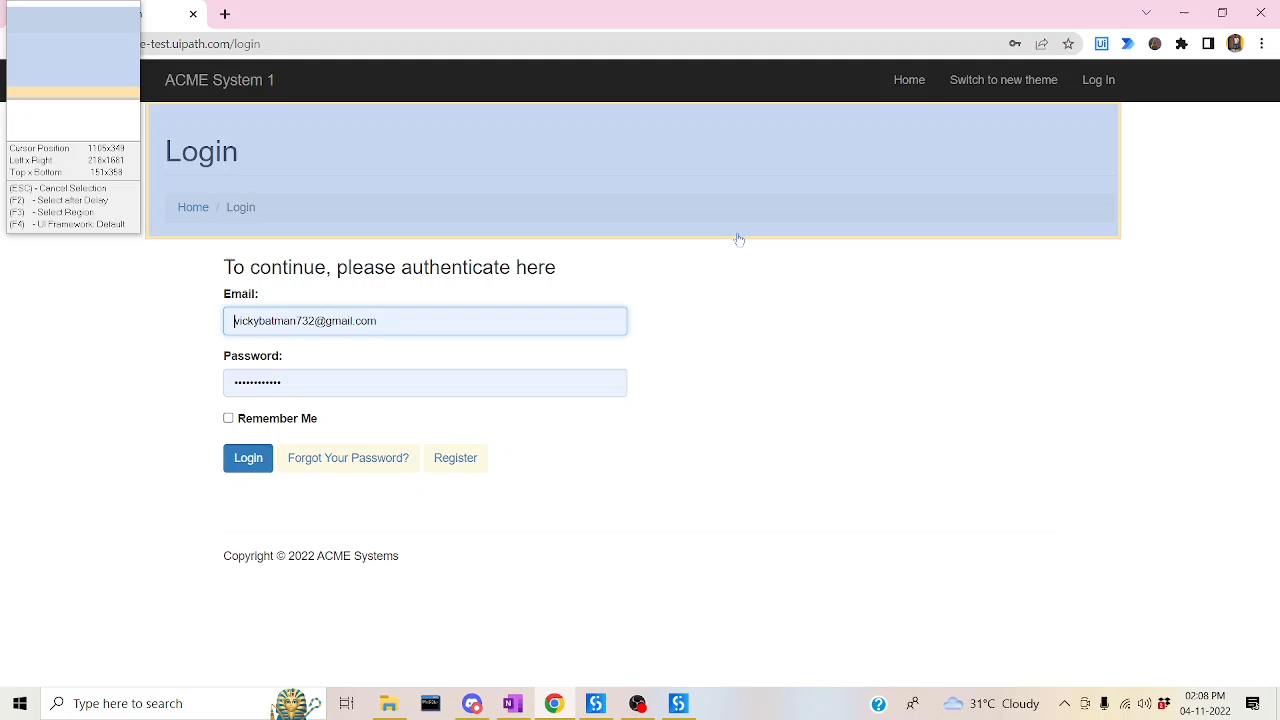 e-test.uipath.com/login
ACME System 1
Home
Switch to new theme
Log In
Login
Home / Login
Cursor Position 1105x349
Left x Right 218x1681
Top x Bottom 151x358
(ESC) - Cancel Selection
(F2) - Select after Delay
(F3) - Select Region
(F4) - UI Framework: Default
To continue, please authenticate here
Email:
vickybatman732@gmail.com
Password:
Remember Me
Login
Forgot Your Password?
Register
Copyright © 2022 ACME Systems
Type here to search
31°C Cloudy
02:08 PM
04-11-2022